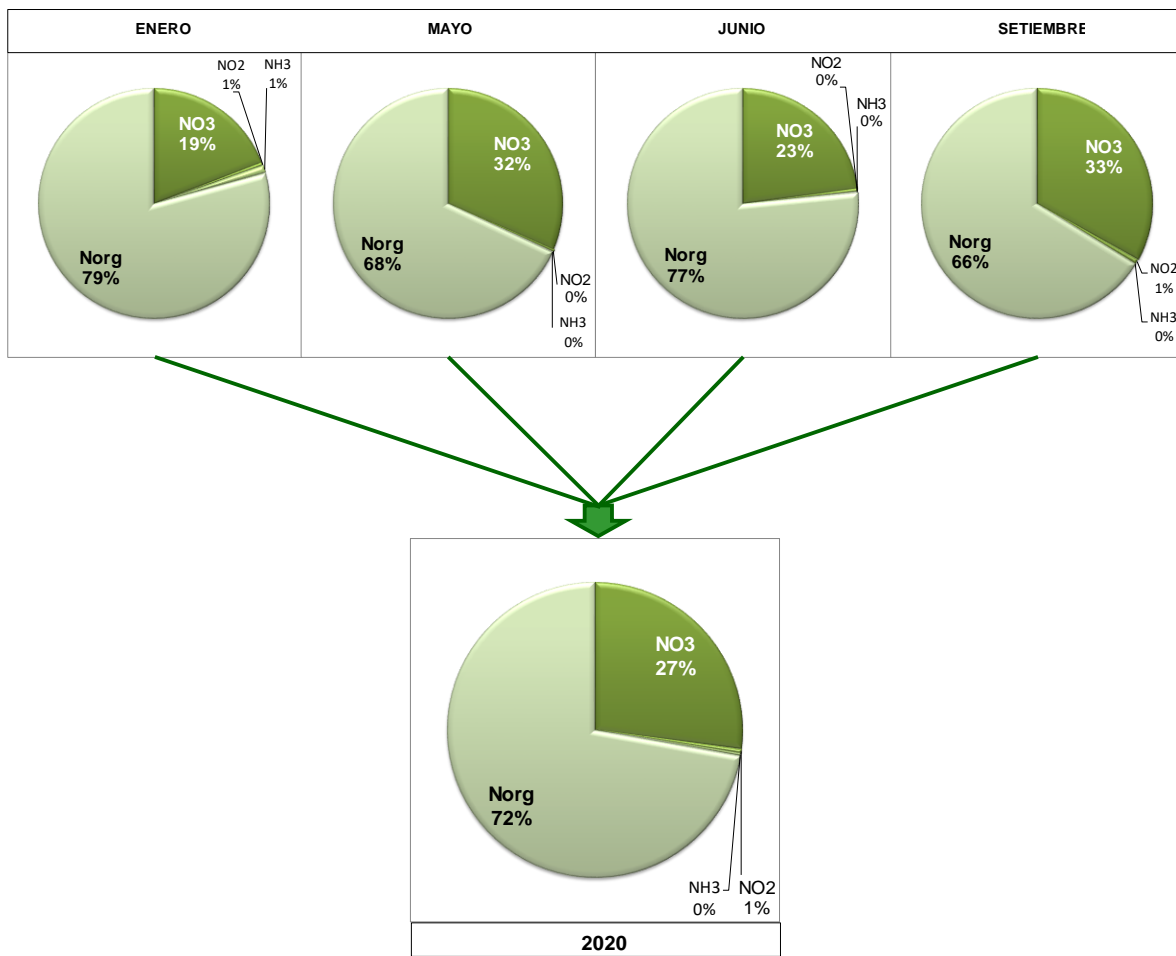 ENERO
MAYO
JUNIO
SETIEMBRE
NO2
1%
NH3
1%
NO3
19%
Norg
79%
NO3
32%
Norg
68%
NO2
0%
NH3
0%
NO2
0%
NH3
0%
NO3
23%
Norg
77%
NO3
33%
Norg
66%
NO2
1%
NH3
0%
NO3
27%
Norg
72%
NH3
0%
NO2
1%
2020